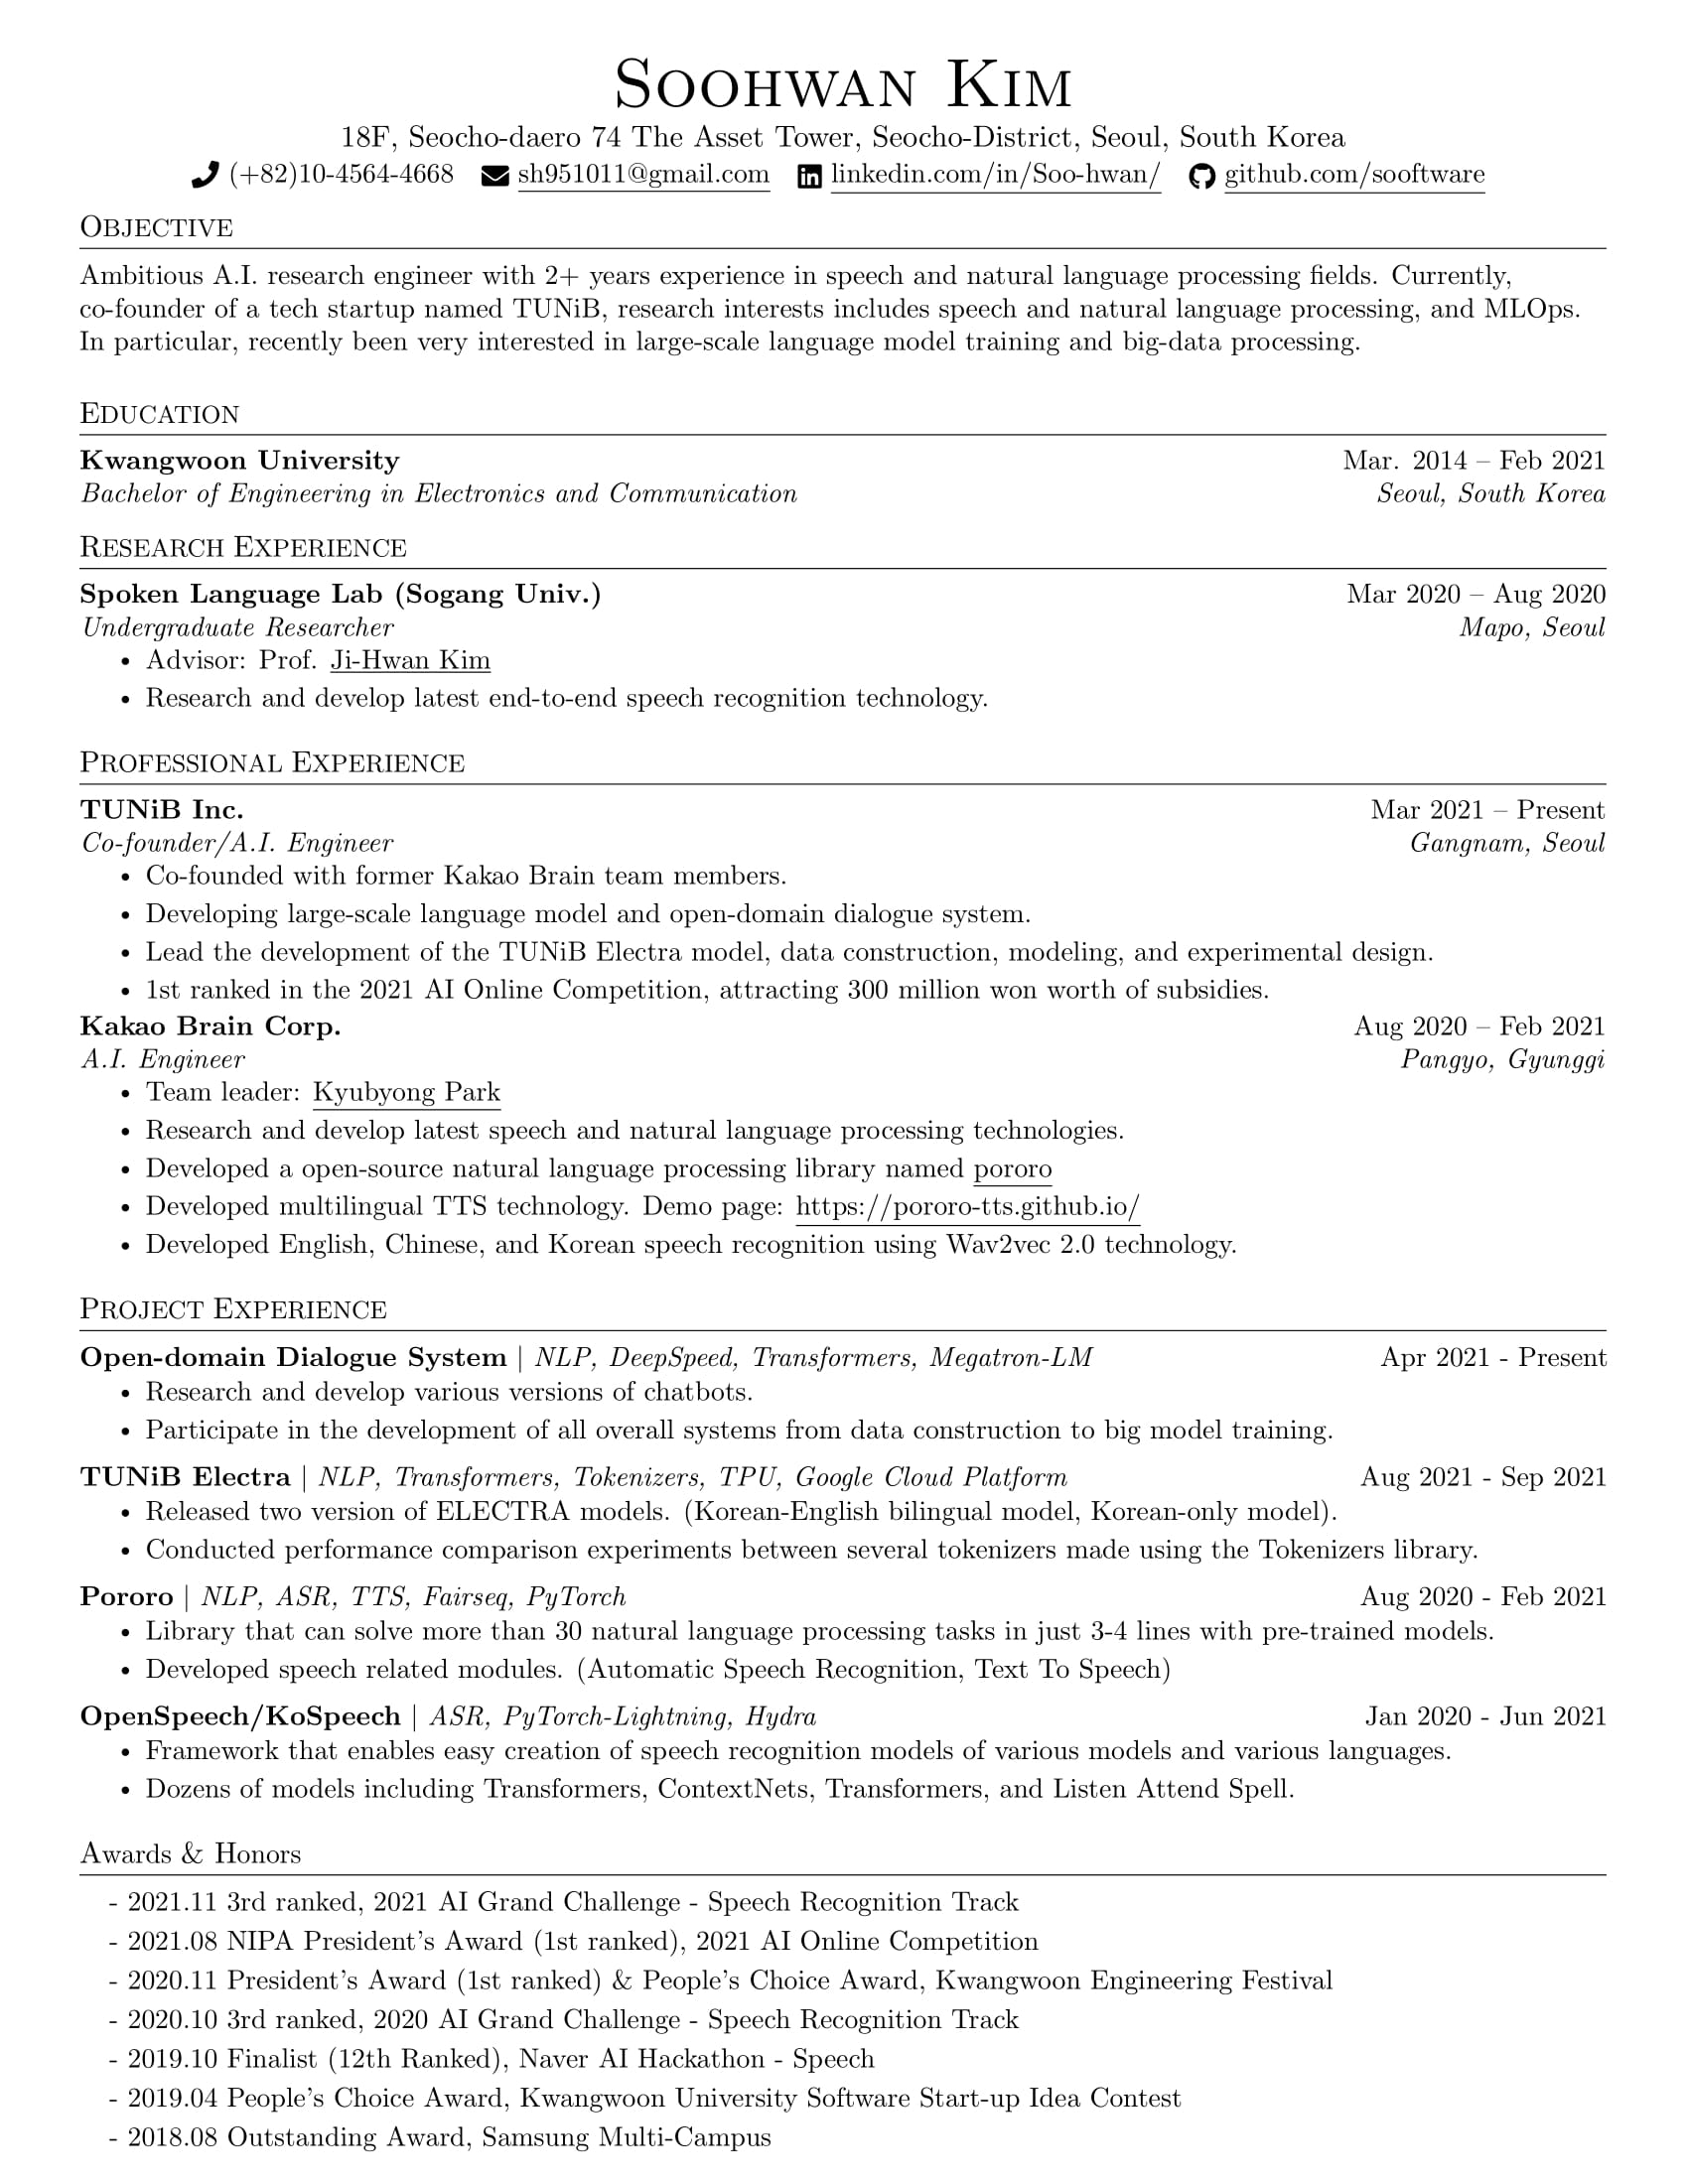 Soohwan Kim
18F, Seocho-daero 74 The Asset Tower, Seocho-District, Seoul, South Korea
(+82)10-4564-4668 sh951011@gmail.com linkedin.com/in/Soo-hwan/ github.com/sooftware
Objective
Ambitious A.I. research engineer with 2+ years experience in speech and natural language processing fields. Currently,
co-founder of a tech startup named TUNiB, research interests includes speech and natural language processing, and MLOps.
In particular, recently been very interested in large-scale language model training and big-data processing.
Education
Kwangwoon University Mar. 2014 – Feb 2021
Bachelor of Engineering in Electronics and Communication Seoul, South Korea
Research Experience
Spoken Language Lab (Sogang Univ.) Mar 2020 – Aug 2020
Undergraduate Researcher Mapo, Seoul
• Advisor: Prof. Ji-Hwan Kim
• Research and develop latest end-to-end speech recognition technology.
Professional Experience
TUNiB Inc. Mar 2021 – Present
Co-founder/A.I. Engineer Gangnam, Seoul
• Co-founded with former Kakao Brain team members.
• Developing large-scale language model and open-domain dialogue system.
• Lead the development of the TUNiB Electra model, data construction, modeling, and experimental design.
• 1st ranked in the 2021 AI Online Competition, attracting 300 million won worth of subsidies.
Kakao Brain Corp. Aug 2020 – Feb 2021
A.I. Engineer Pangyo, Gyunggi
• Team leader: Kyubyong Park
• Research and develop latest speech and natural language processing technologies.
• Developed a open-source natural language processing library named pororo
• Developed multilingual TTS technology. Demo page: https://pororo-tts.github.io/
• Developed English, Chinese, and Korean speech recognition using Wav2vec 2.0 technology.
Project Experience
Open-domain Dialogue System | NLP, DeepSpeed, Transformers, Megatron-LM Apr 2021 - Present
• Research and develop various versions of chatbots.
• Participate in the development of all overall systems from data construction to big model training.
TUNiB Electra | NLP, Transformers, Tokenizers, TPU, Google Cloud Platform Aug 2021 - Sep 2021
• Released two version of ELECTRA models. (Korean-English bilingual model, Korean-only model).
• Conducted performance comparison experiments between several tokenizers made using the Tokenizers library.
Pororo | NLP, ASR, TTS, Fairseq, PyTorch Aug 2020 - Feb 2021
• Library that can solve more than 30 natural language processing tasks in just 3-4 lines with pre-trained models.
• Developed speech related modules. (Automatic Speech Recognition, Text To Speech)
OpenSpeech/KoSpeech | ASR, PyTorch-Lightning, Hydra Jan 2020 - Jun 2021
• Framework that enables easy creation of speech recognition models of various models and various languages.
• Dozens of models including Transformers, ContextNets, Transformers, and Listen Attend Spell.
Awards & Honors
- 2021.11 3rd ranked, 2021 AI Grand Challenge - Speech Recognition Track
- 2021.08 NIPA President's Award (1st ranked), 2021 AI Online Competition
- 2020.11 President's Award (1st ranked) & People's Choice Award, Kwangwoon Engineering Festival
- 2020.10 3rd ranked, 2020 AI Grand Challenge - Speech Recognition Track
- 2019.10 Finalist (12th Ranked), Naver AI Hackathon - Speech
- 2019.04 People's Choice Award, Kwangwoon University Software Start-up Idea Contest
- 2018.08 Outstanding Award, Samsung Multi-Campus